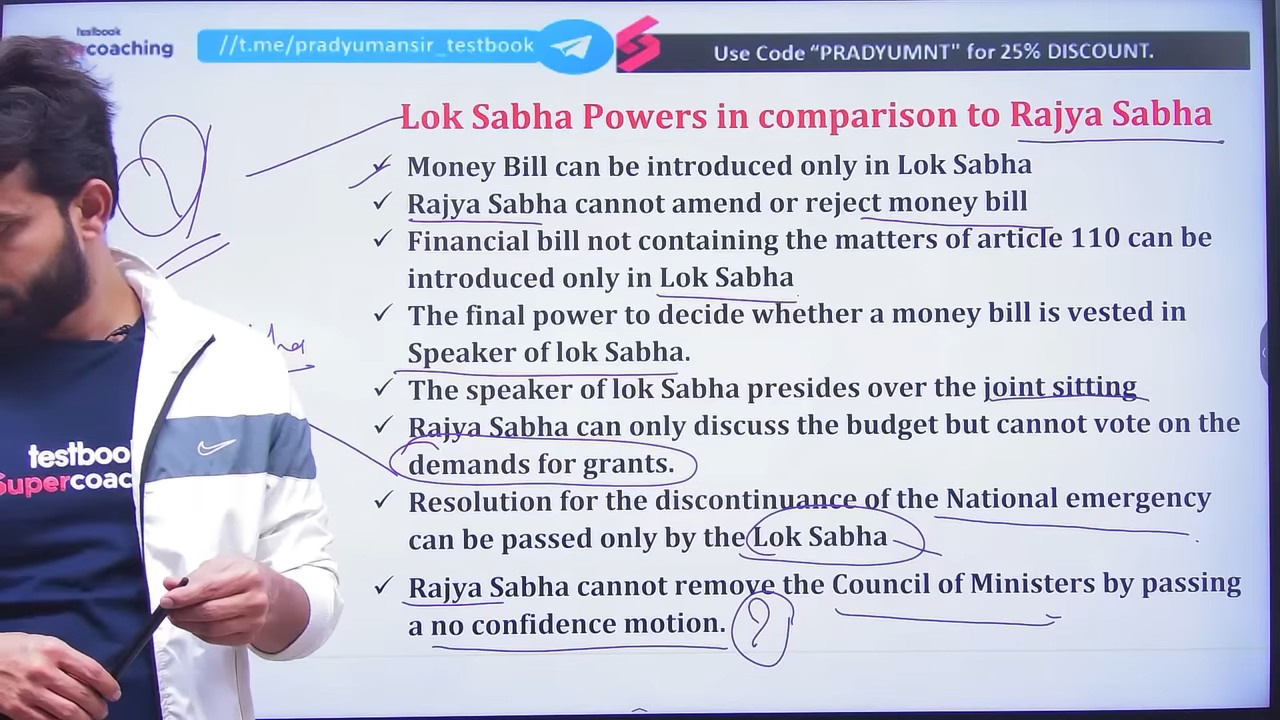 testbook
coaching
//t.me/pradyumansir_testbook
Use Code “PRADYUMNT" for 25% DISCOUNT.
Lok Sabha Powers in comparison to Rajya Sabha
✓ Money Bill can be introduced only in Lok Sabha
✓ Rajya Sabha cannot amend or reject money bill
✓ Financial bill not containing the matters of article 110 can be
introduced only in Lok Sabha
✓ The final power to decide whether a money bill is vested in
Speaker of lok Sabha.
✓ The speaker of lok Sabha presides over the joint sitting
✓ Rajya Sabha can only discuss the budget but cannot vote on the
demands for grants.
✓ Resolution for the discontinuance of the National emergency
can be passed only by the Lok Sabha
✓ Rajya Sabha cannot remove the Council of Ministers by passing
a no confidence motion.
?
testboo
Supercoac